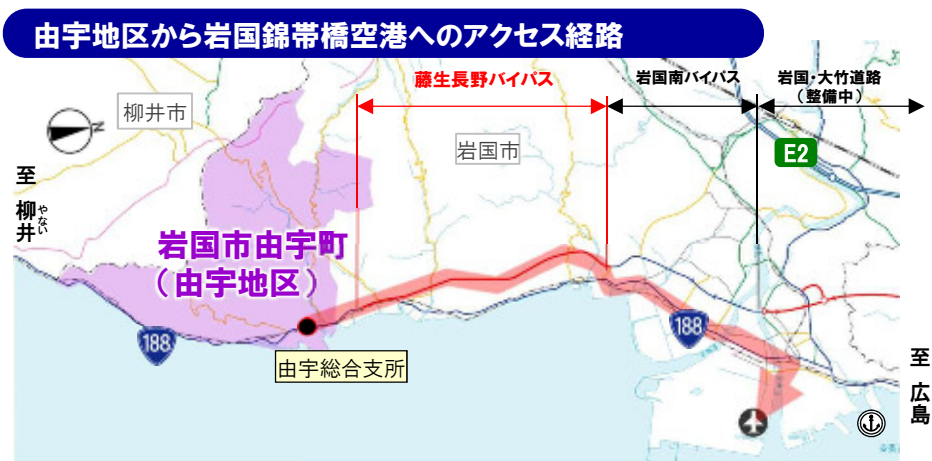 由宇地区から岩国錦帯橋空港へのアクセス経路
藤生長野バイパス
岩国南バイパス
岩国・大竹道路
（整備中）
柳井市
N
岩国市
E2
至
柳井
やない
岩国市由宇町
（由宇地区）
188
188
由宇総合支所
至
広島